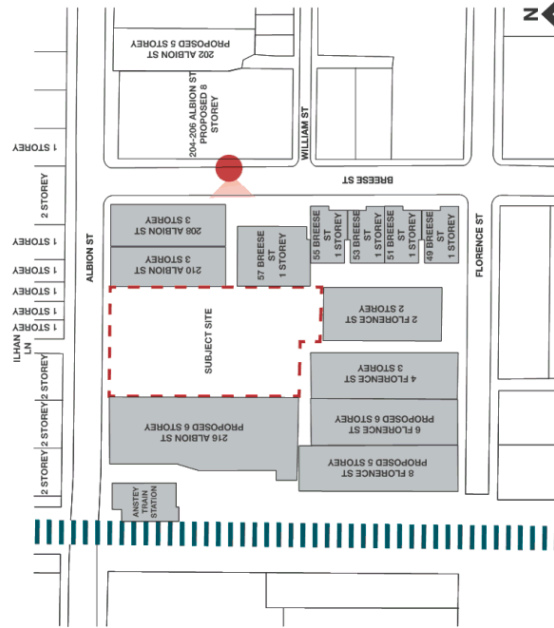 N
202 ALBION ST
PROPOSED 5 STOREY
204-206 ALBION ST
PROPOSED 8
STOREY
WILLIAM ST
BREESE ST
1 STOREY
2 STOREY
1 STOREY
1 STOREY
1 STOREY
1 STOREY
1 STOREY
ILHAN
LN
2 STOREY
2 STOREY
2 STOREY
2 STOREY
ALBION ST
208 ALBION ST
3 STOREY
210 ALBION ST
3 STOREY
57 BREESE
ST
1 STOREY
55 BREESE
ST
1 STOREY
53 BREESE
ST
1 STOREY
51 BREESE
ST
1 STOREY
49 BREESE
ST
1 STOREY
FLORENCE ST
SUBJECT SITE
2 FLORENCE ST
2 STOREY
4 FLORENCE ST
3 STOREY
216 ALBION ST
PROPOSED 6 STOREY
6 FLORENCE ST
PROPOSED 6 STOREY
8 FLORENCE ST
PROPOSED 5 STOREY
ANSTEY
TRAIN
STATION